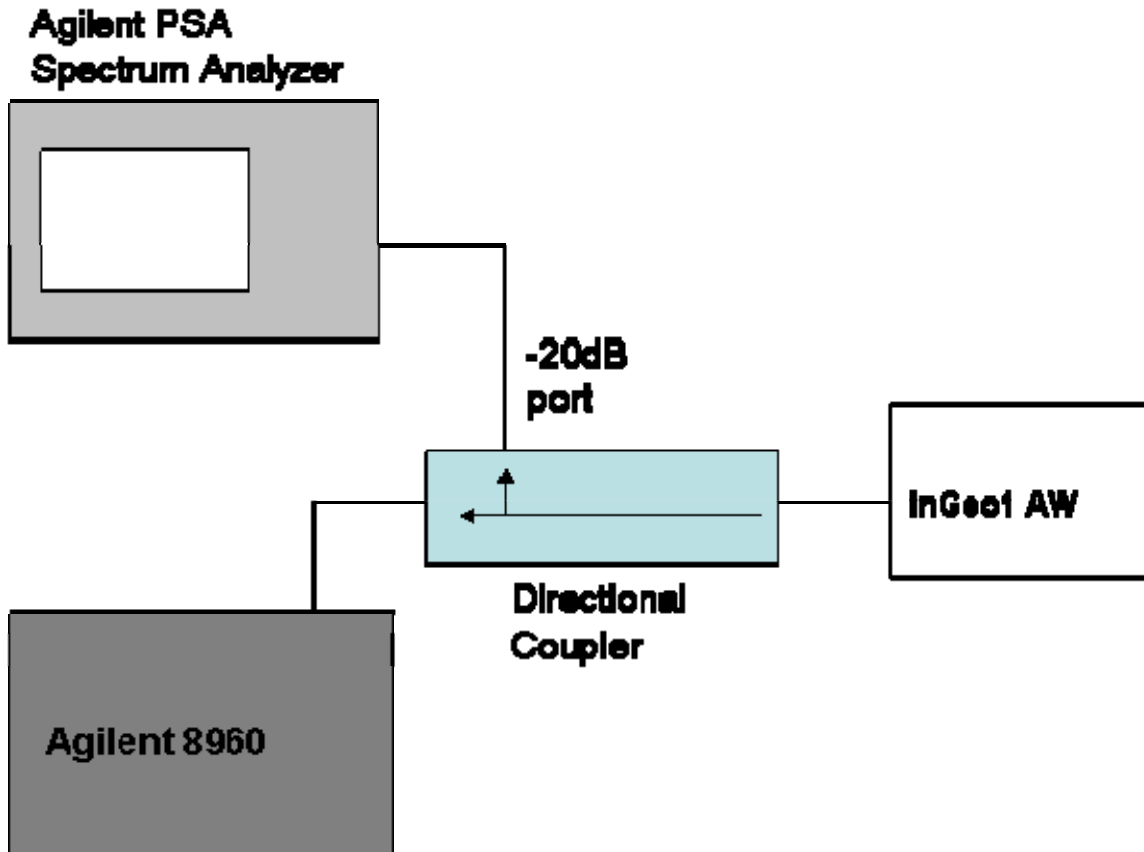 Agilent PSA
Spectrum Analyzer
-20dB
port
InGeo1 AW
Directional
Coupler
Agilent 8960